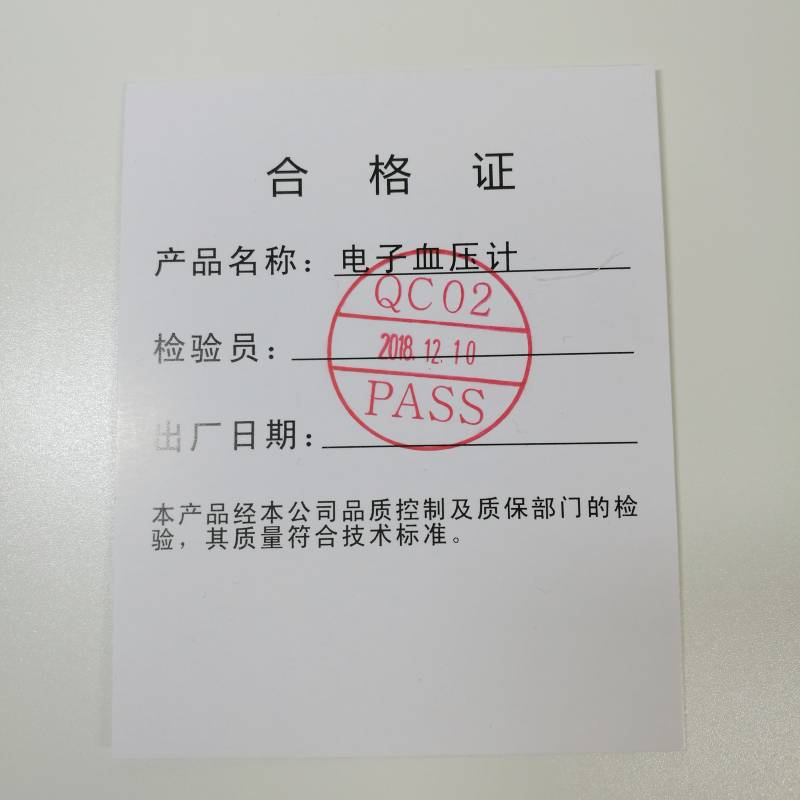 合格证
产品名称：电子血压计
QC02
检验员：
2018.12.10
PASS
出厂日期：
本产品经本公司品质控制及质保部门的检
验，其质量符合技术标准。